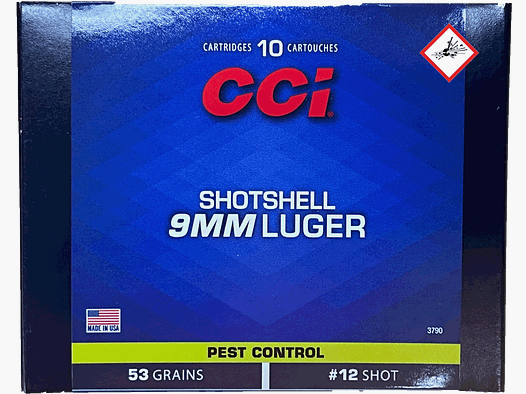 CARTRIDGES 10 CARTOUCHES
CCI
SHOTSHELL
9MM LUGER
MADE IN USA
3790
PEST CONTROL
53 GRAINS
#12 SHOT